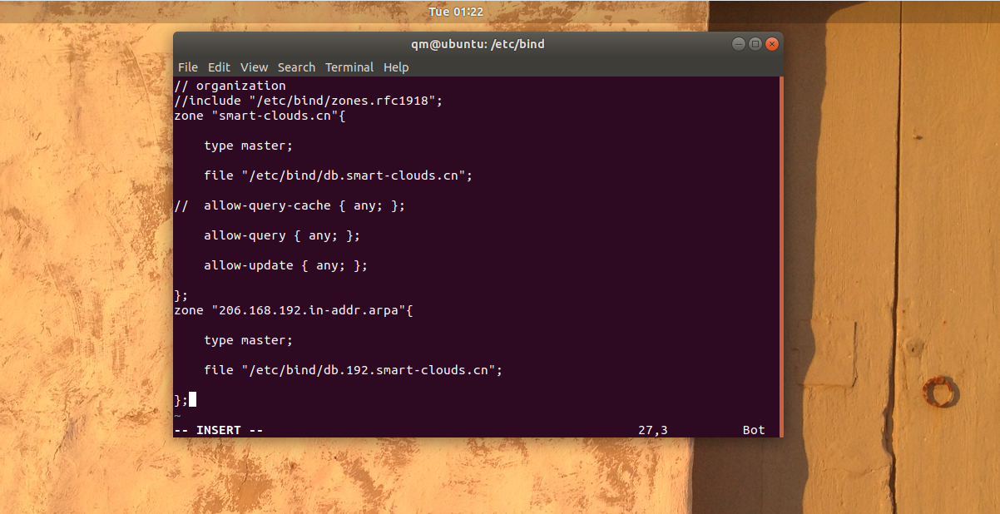 Tue 01:22
qm@ubuntu: /etc/bind
File Edit View Search Terminal Help
// organization
//include "/etc/bind/zones.rfc1918";
zone "smart-clouds.cn"{
type master;
file "/etc/bind/db.smart-clouds.cn";
// allow-query-cache { any; };
allow-query { any; };
allow-update { any; };
};
zone "206.168.192.in-addr.arpa"{
type master;
file "/etc/bind/db.192.smart-clouds.cn";
};
~
-- INSERT -- 27,3 Bot